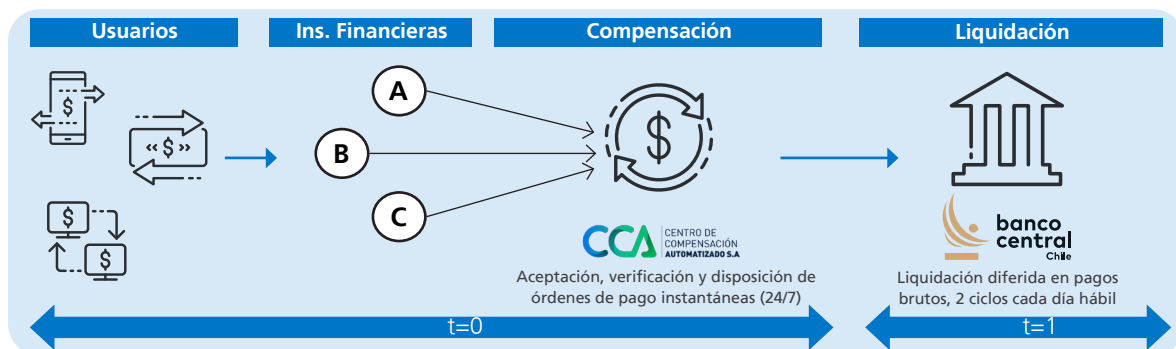 Usuarios
Ins. Financieras
Compensación
Liquidación
$
‹‹ $ ››
$
$
A
B
C
$
CCA
CENTRO DE
COMPENSACIÓN
AUTOMATIZADO S.A
Aceptación, verificación y disposición de
órdenes de pago instantáneas (24/7)
banco
central
Chile
Liquidación diferida en pagos
brutos, 2 ciclos cada día hábil
t=0
t=1